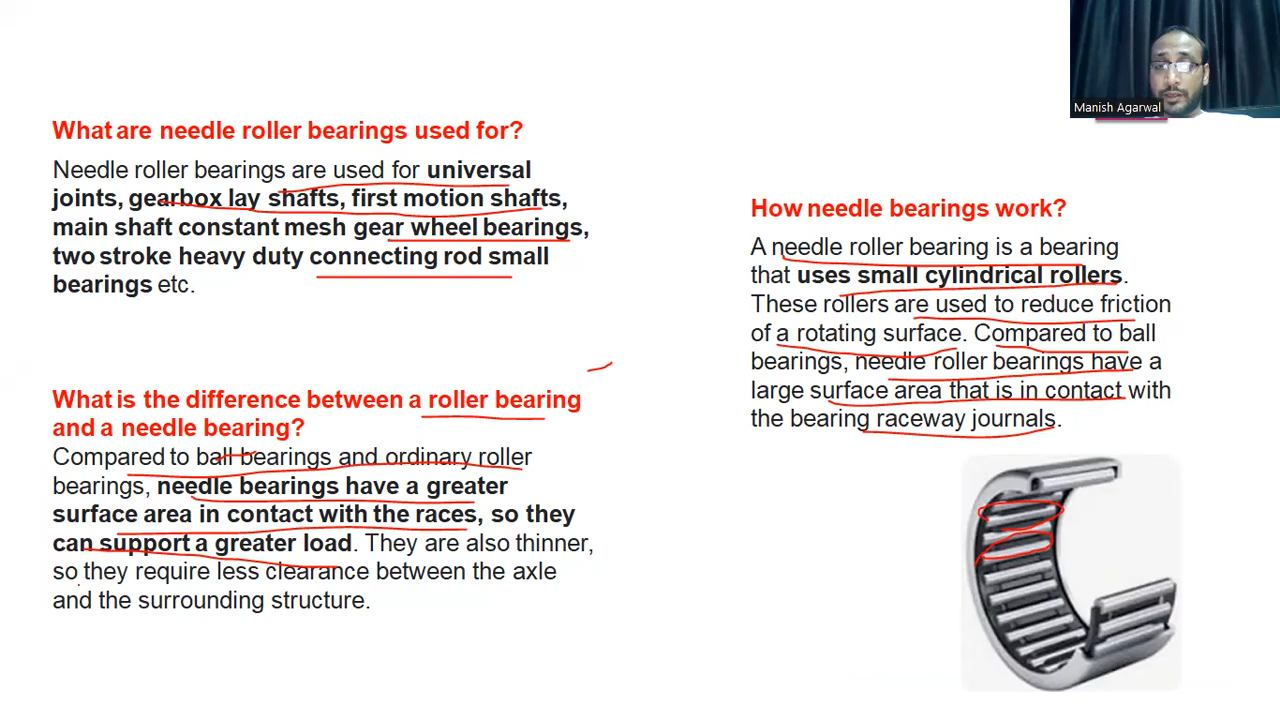 What are needle roller bearings used for?
Needle roller bearings are used for universal
joints, gearbox lay shafts, first motion shafts,
main shaft constant mesh gear wheel bearings,
two stroke heavy duty connecting rod small
bearings etc.
What is the difference between a roller bearing
and a needle bearing?
Compared to ball bearings and ordinary roller
bearings, needle bearings have a greater
surface area in contact with the races, so they
can support a greater load. They are also thinner,
so they require less clearance between the axle
and the surrounding structure.
Manish Agarwal
How needle bearings work?
A needle roller bearing is a bearing
that uses small cylindrical rollers.
These rollers are used to reduce friction
of a rotating surface. Compared to ball
bearings, needle roller bearings have a
large surface area that is in contact with
the bearing raceway journals.